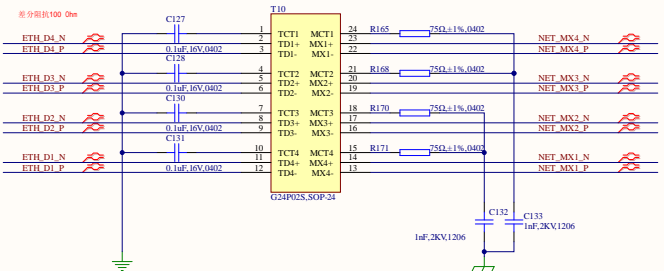 差分阻抗100 Ohm
T10
C127
0.1uF,16V,0402
ETH_D4_N
ETH_D4_P
1 TCT1 MCT1 24 R165 75Ω,±1%,0402
2 TD1+ MX1+ 23 NET_MX4_N
3 TD1- MX1- 22 NET_MX4_P
C128
0.1uF,16V,0402
ETH_D3_N
ETH_D3_P
4 TCT2 MCT2 21 R168 75Ω,±1%,0402
5 TD2+ MX2+ 20 NET_MX3_N
6 TD2- MX2- 19 NET_MX3_P
C130
0.1uF,16V,0402
ETH_D2_N
ETH_D2_P
7 TCT3 MCT3 18 R170 75Ω,±1%,0402
8 TD3+ MX3+ 17 NET_MX2_N
9 TD3- MX3- 16 NET_MX2_P
C131
0.1uF,16V,0402
ETH_D1_N
ETH_D1_P
10 TCT4 MCT4 15 R171 75Ω,±1%,0402
11 TD4+ MX4+ 14 NET_MX1_N
12 TD4- MX4- 13 NET_MX1_P
G24P02S,SOP-24
C132
1nF,2KV,1206
C133
1nF,2KV,1206